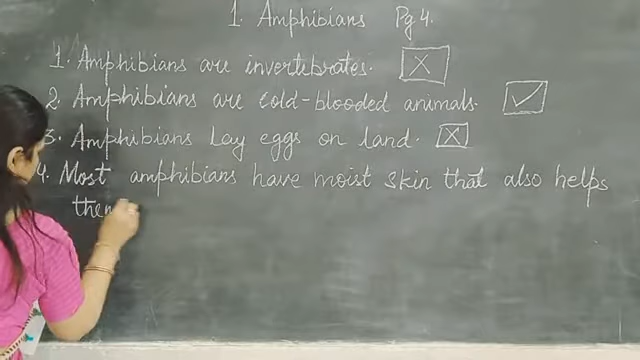 1. Amphibians Pg 4.
1. Amphibians are invertebrates. X
2. Amphibians are cold-blooded animals. ✓
3. Amphibians Lay eggs on land. X
4. Most amphibians have moist skin that also helps